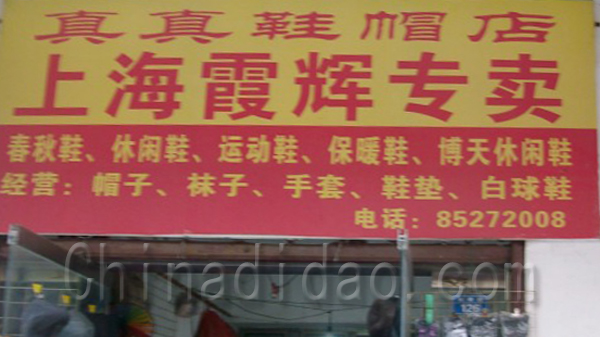 真真鞋帽店
上海霞辉专卖
春秋鞋、休闲鞋、运动鞋、保暖鞋、博天休闲鞋
经营：帽子、袜子、手套、鞋垫、白球鞋
电话：85272008
Chinadidao.com
126